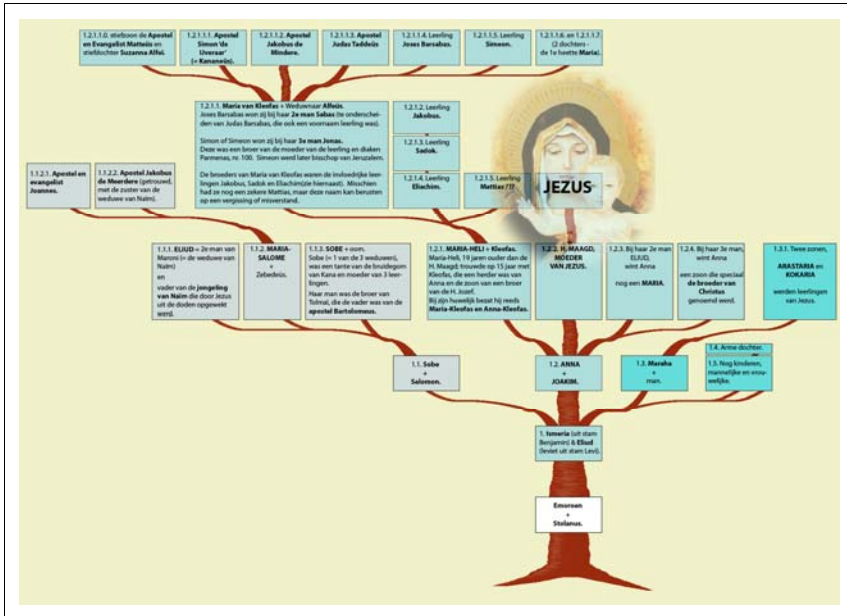 1.2.1.1.0. stiefzoon de Apostel
en Evangelist Matteüs en
stiefdochter Suzanna Alfeï.
1.2.1.1.1. Apostel
Simon 'de
IJveraar'
(= Kananeüs).
1.2.1.1.2. Apostel
Jakobus de
Mindere.
1.2.1.1.3. Apostel
Judas Taddeüs
1.2.1.1.4. Leerling
Joses Barsabas.
1.2.1.1.5. Leerling
Simeon.
1.2.1.1.6. en 1.2.1.1.7.
(2 dochters -
de 1e heette Maria).
1.2.1.1. Maria van Kleofas + Weduwnaar Alfeüs.
Joses Barsabas won zij bij haar 2e man Sabas (te onderschei-
den van Judas Barsabas, die ook een voornaam leerling was).
Simon of Simeon won zij bij haar 3e man Jonas.
Deze was een broer van de moeder van de leerling en diaken
Parmenas, nr. 100. Simeon werd later bisschop van Jeruzalem.
De broeders van Maria van Kleofas waren de invloedrijke leer-
lingen Jakobus, Sadok en Eliachim(zie hiernaast). Misschien
had ze nog een zekere Mattias, maar deze naam kan berusten
op een vergissing of misverstand.
1.2.1.2. Leerling
Jakobus.
1.2.1.3. Leerling
Sadok.
1.2.1.4. Leerling
Eliachim.
1.2.1.5. Leerling
Mattias ???
JEZUS
1.1.2.1. Apostel en
evangelist
Joannes.
1.1.2.2. Apostel Jakobus
de Meerdere (getrouwd,
met de zuster van de
weduwe van Naïm).
1.1.1. ELIUD = 2e man van
Maroni (= de weduwe van
Naïm)
en
vader van de jongeling
van Naïm die door Jezus
uit de doden opgewekt
werd.
1.1.2. MARIA-
SALOME
+
Zebedeüs.
1.1.3. SOBE + oom.
Sobe (= 1 van de 3 weduwen),
was een tante van de bruidegom
van Kana en moeder van 3 leer-
lingen.
Haar man was de broer van
Tolmai, die de vader was van de
apostel Bartolomeus.
1.2.1. MARIA-HELI + Kleofas.
Maria-Heli, 19 jaren ouder dan de
H. Maagd; trouwde op 15 jaar met
Kleofas, die een herder was van
Anna en de zoon van een broer
van de H. Jozef.
Bij zijn huwelijk bezat hij reeds
Maria-Kleofas en Anna-Kleofas.
1.2.2. H. MAAGD,
MOEDER
VAN JEZUS.
1.2.3. Bij haar 2e man
ELIUD,
wint Anna
nog een MARIA.
1.2.4. Bij haar 3e man,
wint Anna
een zoon die speciaal
de broeder van
Christus
genoemd werd.
1.3.1. Twee zonen,
ARASTARIA en
KOKARIA
werden leerlingen
van Jezus.
1.1. Sobe
+
Salomon.
1.2. ANNA
+
JOAKIM.
1.3. Maraha
+
man.
1.4. Arme dochter.
1.5. Nog kinderen,
mannelijke en vrou-
welijke.
1. Ismeria (uit stam
Benjamin) & Eliud
(leviet uit stam Levi).
Emoroen
+
Stolanus.